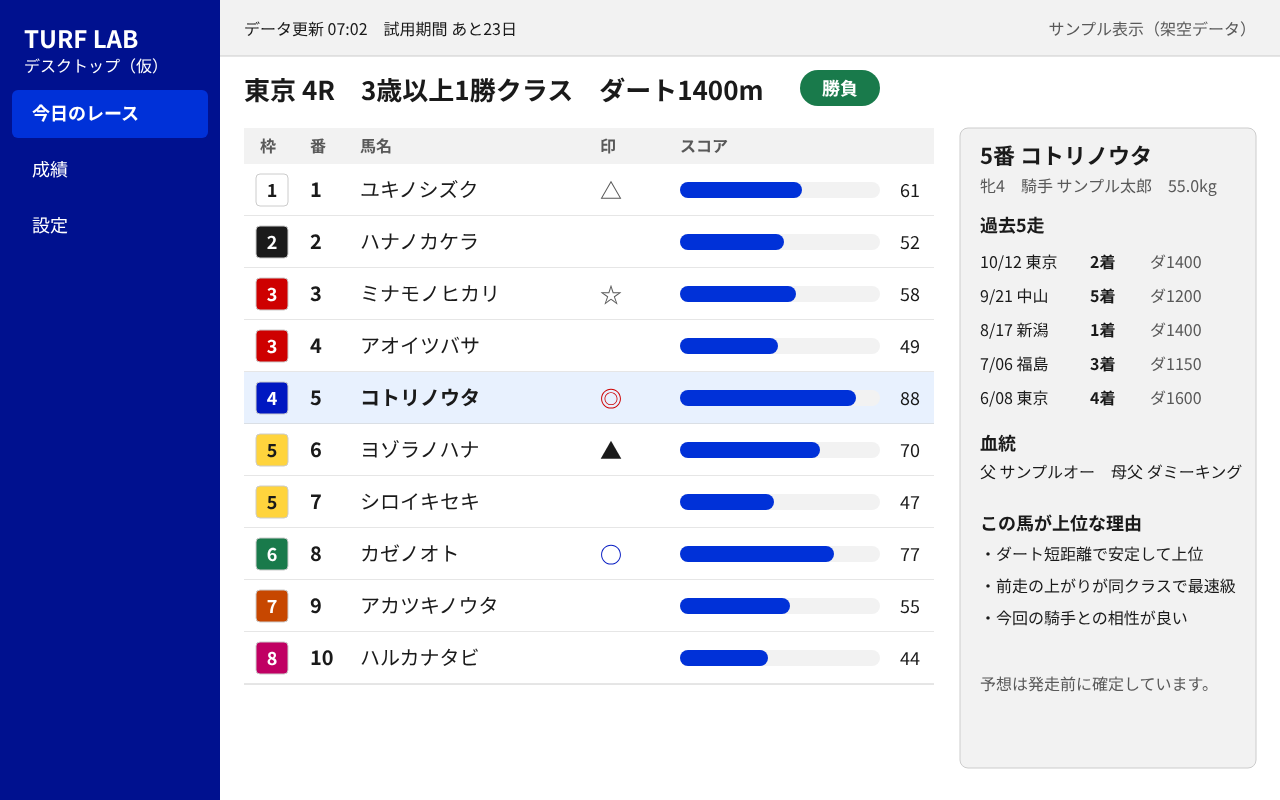 TURF LAB
デスクトップ（仮）
今日のレース
成績
設定
データ更新 07:02　試用期間 あと23日
サンプル表示（架空データ）
東京 4R　3歳以上1勝クラス　ダート1400m
勝負
枠 番 馬名 印 スコア
1 1 ユキノシズク △ 61
2 2 ハナノカケラ 52
3 3 ミナモノヒカリ ☆ 58
3 4 アオイツバサ 49
4 5 コトリノウタ ◎ 88
5 6 ヨゾラノハナ ▲ 70
5 7 シロイキセキ 47
6 8 カゼノオト ○ 77
7 9 アカツキノウタ 55
8 10 ハルカナタビ 44
5番 コトリノウタ
牝4　騎手 サンプル太郎　55.0kg
過去5走
10/12 東京 2着 ダ1400
9/21 中山 5着 ダ1200
8/17 新潟 1着 ダ1400
7/06 福島 3着 ダ1150
6/08 東京 4着 ダ1600
血統
父 サンプルオー　母父 ダミーキング
この馬が上位な理由
・ダート短距離で安定して上位
・前走の上がりが同クラスで最速級
・今回の騎手との相性が良い
予想は発走前に確定しています。